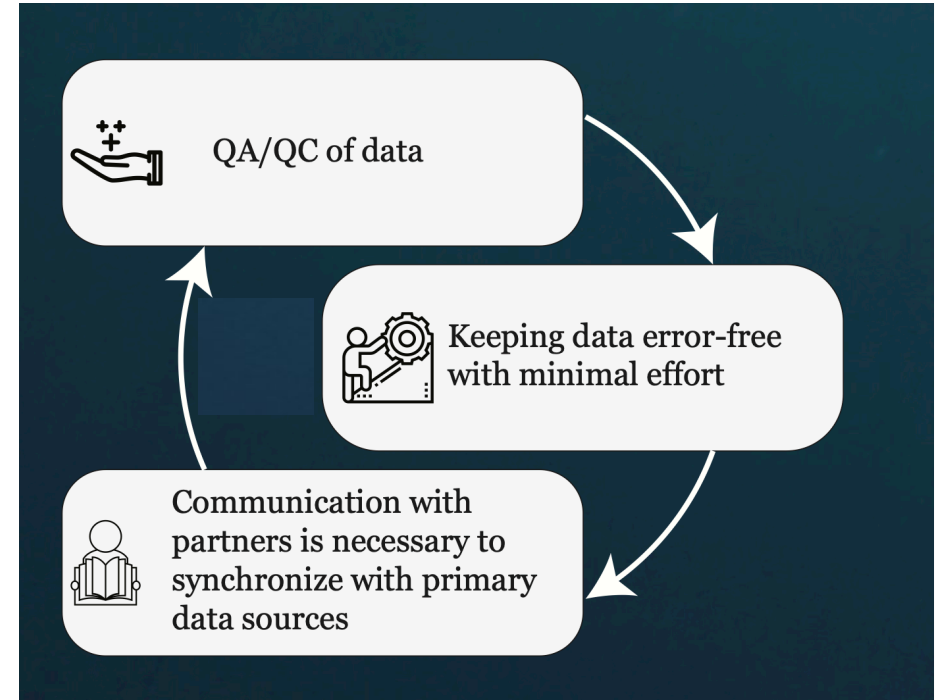 QA/QC of data
Keeping data error-free
with minimal effort
Communication with
partners is necessary to
synchronize with primary
data sources